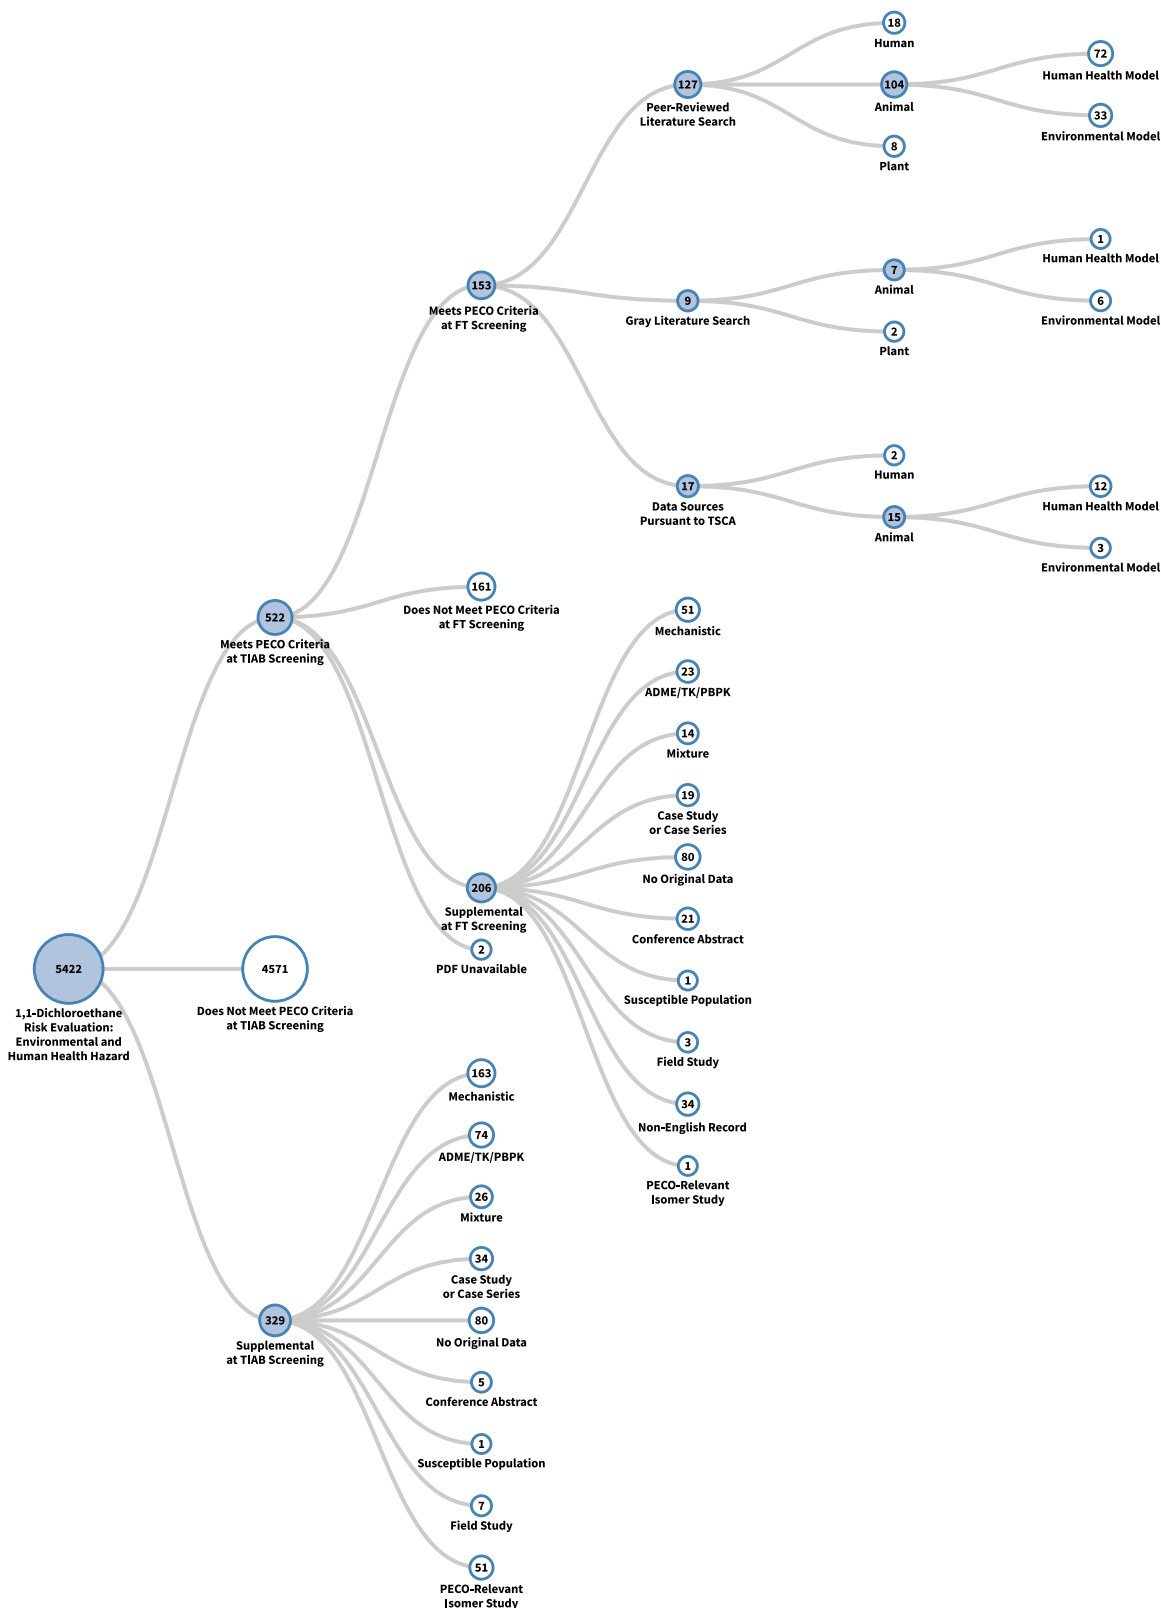 18
Human
72
Human Health Model
127
Peer-Reviewed
Literature Search
104
Animal
33
Environmental Model
8
Plant
1
Human Health Model
7
Animal
153
Meets PECO Criteria
at FT Screening
9
Gray Literature Search
6
Environmental Model
2
Plant
2
Human
17
Data Sources
Pursuant to TSCA
12
Human Health Model
15
Animal
3
Environmental Model
161
Does Not Meet PECO Criteria
at FT Screening
522
Meets PECO Criteria
at TIAB Screening
51
Mechanistic
23
ADME/TK/PBPK
14
Mixture
19
Case Study
or Case Series
80
No Original Data
206
Supplemental
at FT Screening
21
Conference Abstract
2
PDF Unavailable
1
Susceptible Population
3
Field Study
34
Non-English Record
1
PECO-Relevant
Isomer Study
5422
1,1-Dichloroethane
Risk Evaluation:
Environmental and
Human Health Hazard
4571
Does Not Meet PECO Criteria
at TIAB Screening
163
Mechanistic
74
ADME/TK/PBPK
26
Mixture
34
Case Study
or Case Series
329
Supplemental
at TIAB Screening
80
No Original Data
5
Conference Abstract
1
Susceptible Population
7
Field Study
51
PECO-Relevant
Isomer Study